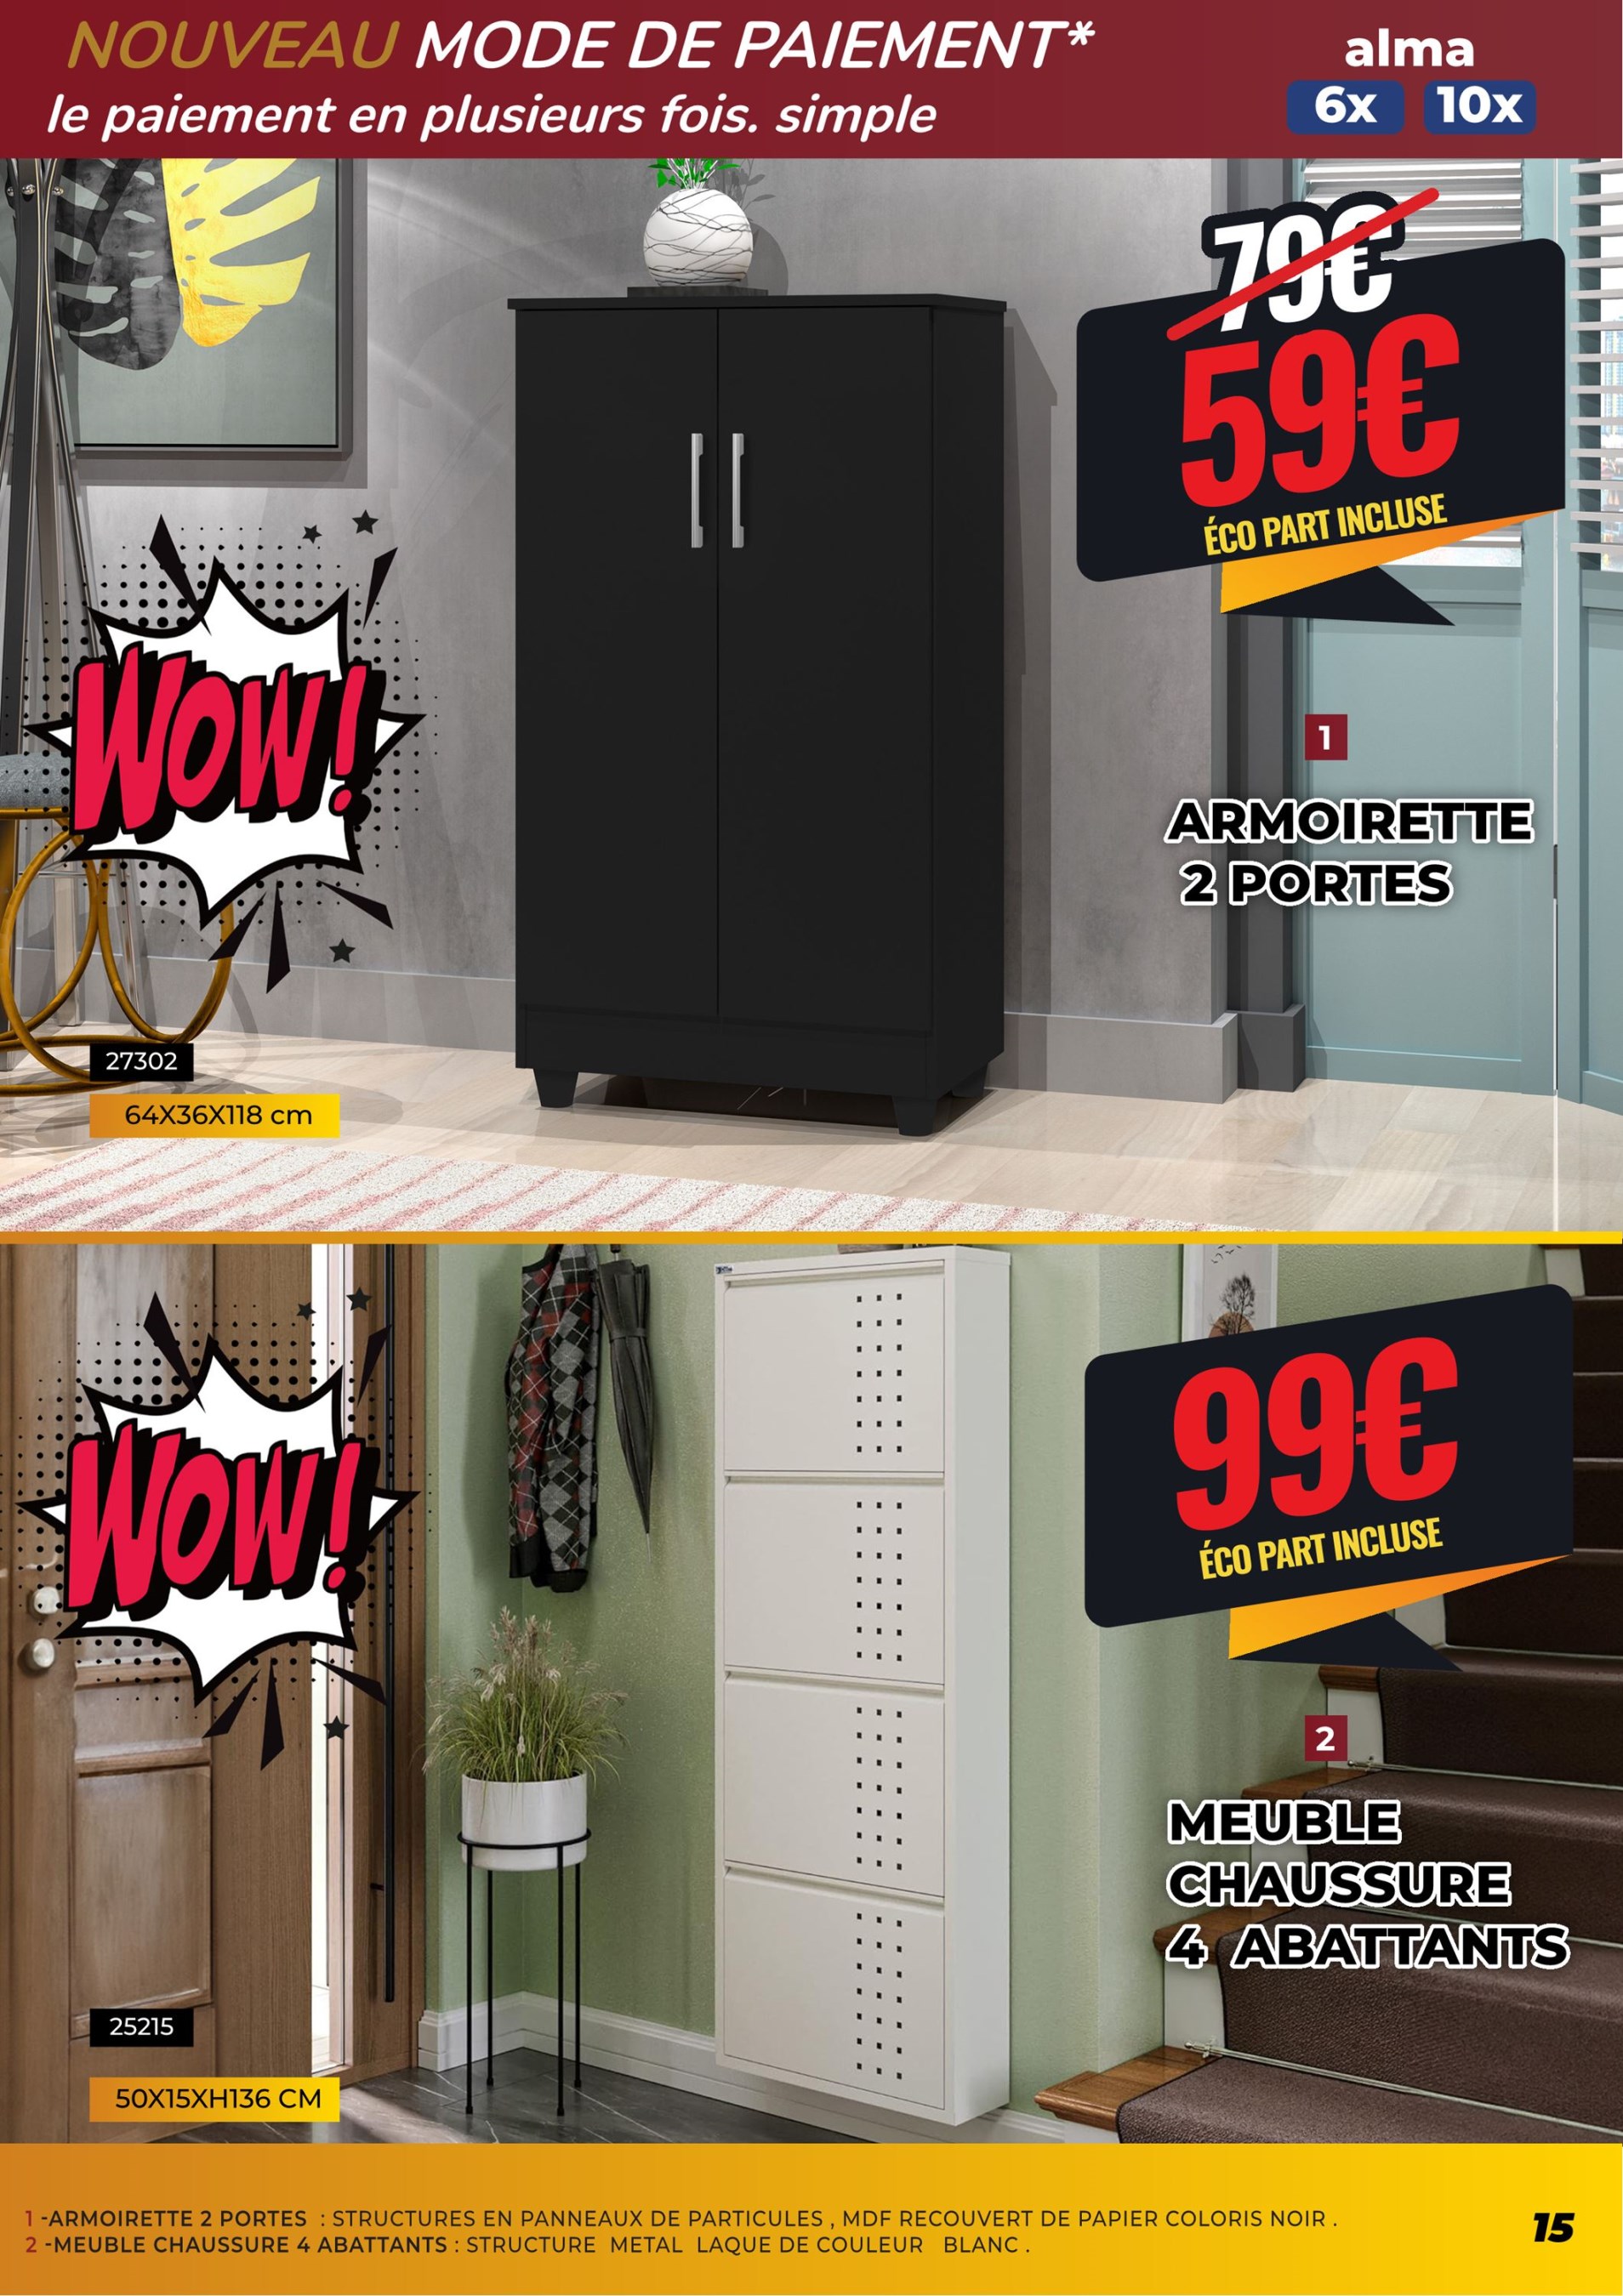 NOUVEAU MODE DE PAIEMENT*
le paiement en plusieurs fois. simple
alma
6x 10x
79€
59€
ÉCO PART INCLUSE
WOW!
1
ARMOIRETTE
2 PORTES
27302
64X36X118 cm
99€
ÉCO PART INCLUSE
WOW!
2
MEUBLE
CHAUSSURE
4 ABATTANTS
25215
50X15XH136 CM
1 -ARMOIRETTE 2 PORTES : STRUCTURES EN PANNEAUX DE PARTICULES , MDF RECOUVERT DE PAPIER COLORIS NOIR .
2 -MEUBLE CHAUSSURE 4 ABATTANTS : STRUCTURE METAL LAQUE DE COULEUR BLANC .
15